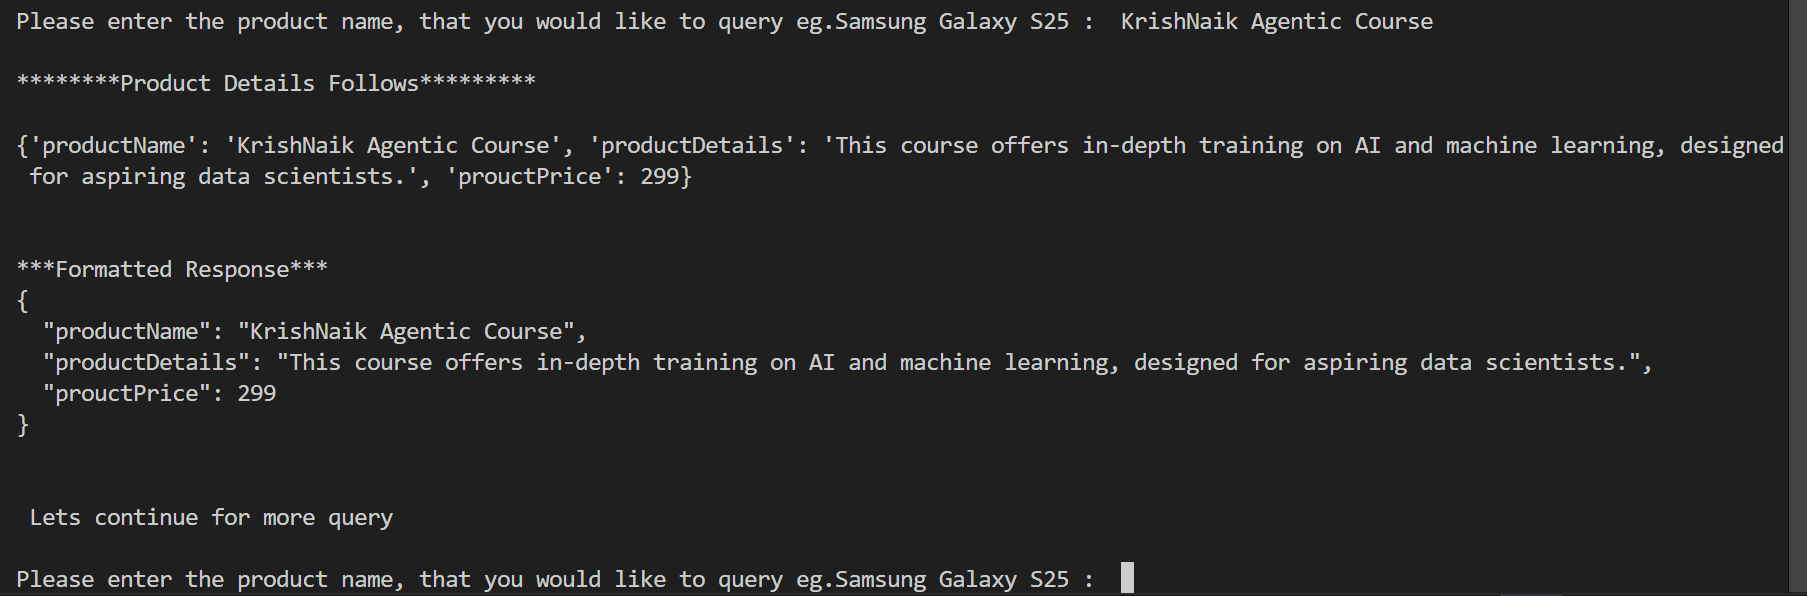 Please enter the product name, that you would like to query eg.Samsung Galaxy S25 :  KrishNaik Agentic Course
********Product Details Follows*********
{'productName': 'KrishNaik Agentic Course', 'productDetails': 'This course offers in-depth training on AI and machine learning, designed
 for aspiring data scientists.', 'prouctPrice': 299}
***Formatted Response***
{
  "productName": "KrishNaik Agentic Course",
  "productDetails": "This course offers in-depth training on AI and machine learning, designed for aspiring data scientists.",
  "prouctPrice": 299
}
 Lets continue for more query
Please enter the product name, that you would like to query eg.Samsung Galaxy S25 :